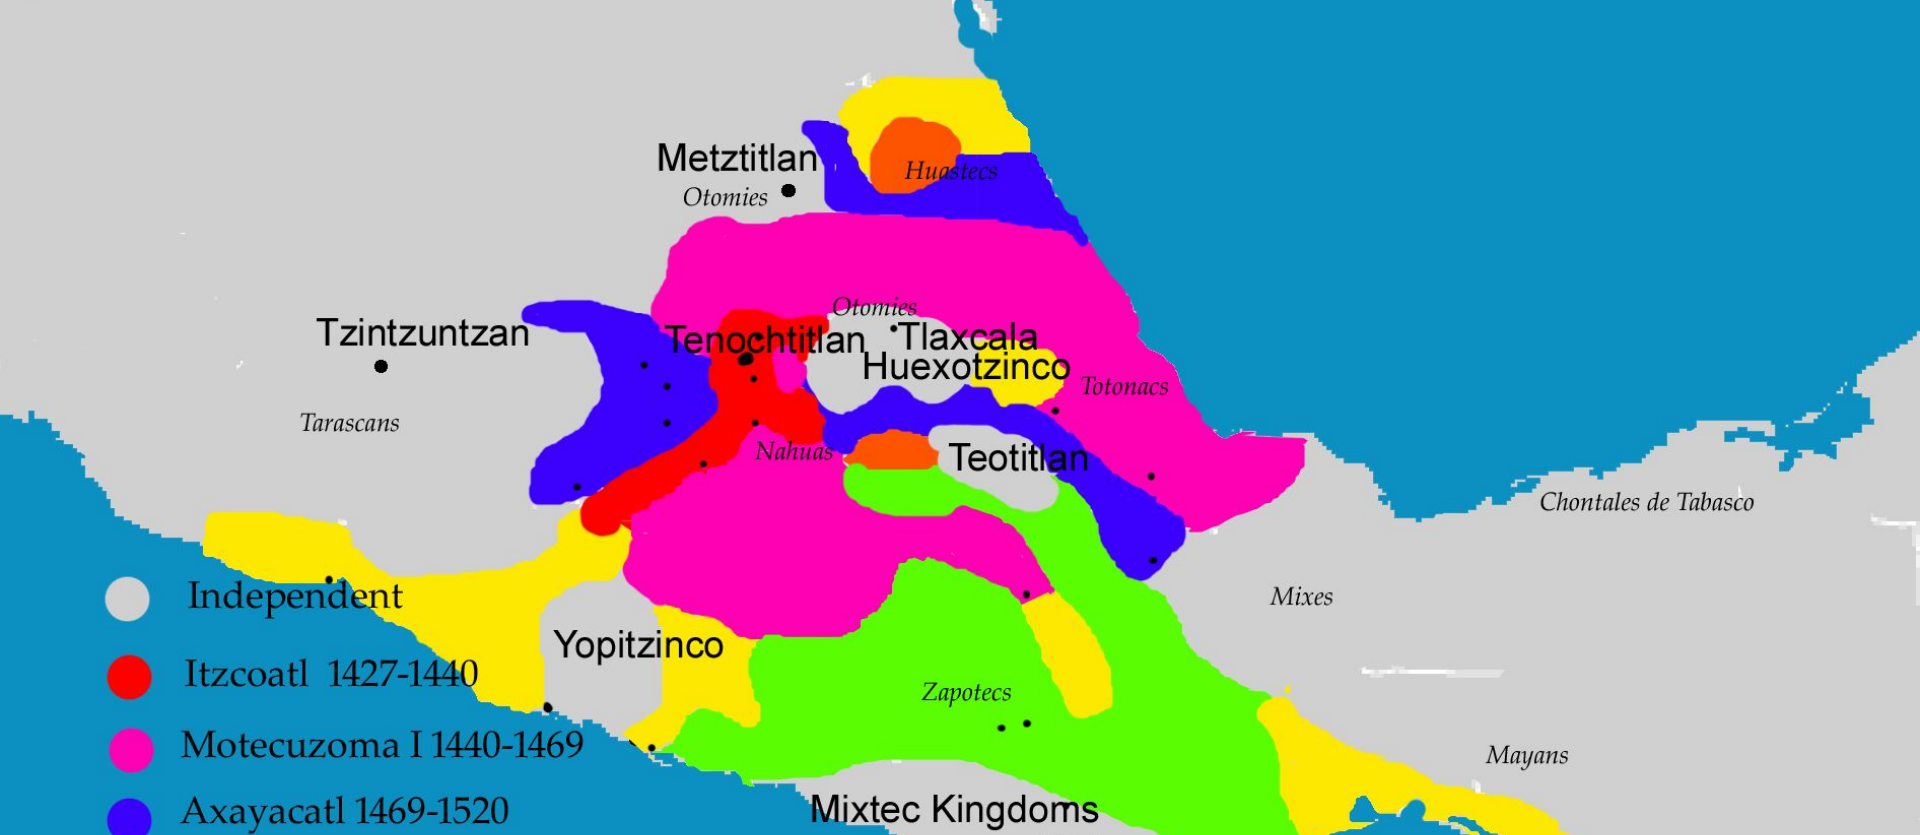 Metztitlan
Otomies
Huastecs
Otomies
Tzintzuntzan
Tenochtitlan
Tlaxcala
Huexotzinco
Totonacs
Tarascans
Nahuas
Teotitlan
Chontales de Tabasco
Mixes
Yopitzinco
Zapotecs
Mayans
Mixtec Kingdoms
Independent
Itzcoatl 1427-1440
Motecuzoma I 1440-1469
Axayacatl 1469-1520